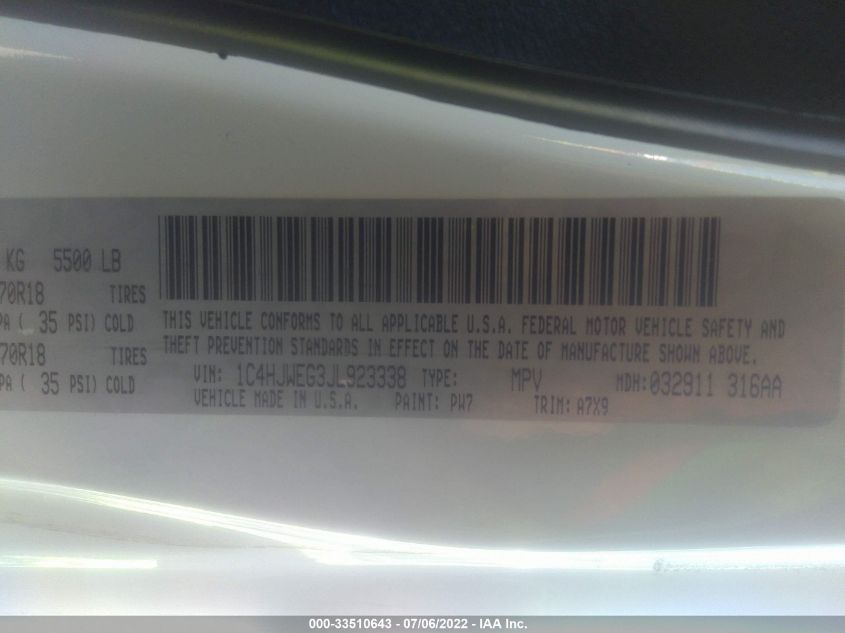 KG 5500 LB
70R18 TIRES
PA ( 35 PSI) COLD
70R18 TIRES
PA ( 35 PSI) COLD
THIS VEHICLE CONFORMS TO ALL APPLICABLE U.S.A. FEDERAL MOTOR VEHICLE SAFETY AND
THEFT PREVENTION STANDARDS IN EFFECT ON THE DATE OF MANUFACTURE SHOWN ABOVE.
VIN: 1C4HJWEG3JL923338 TYPE: MPV MDH:032911 316AA
VEHICLE MADE IN U.S.A. PAINT: PW7 TRIM: A7X9
000-33510643 - 07/06/2022 - IAA Inc.